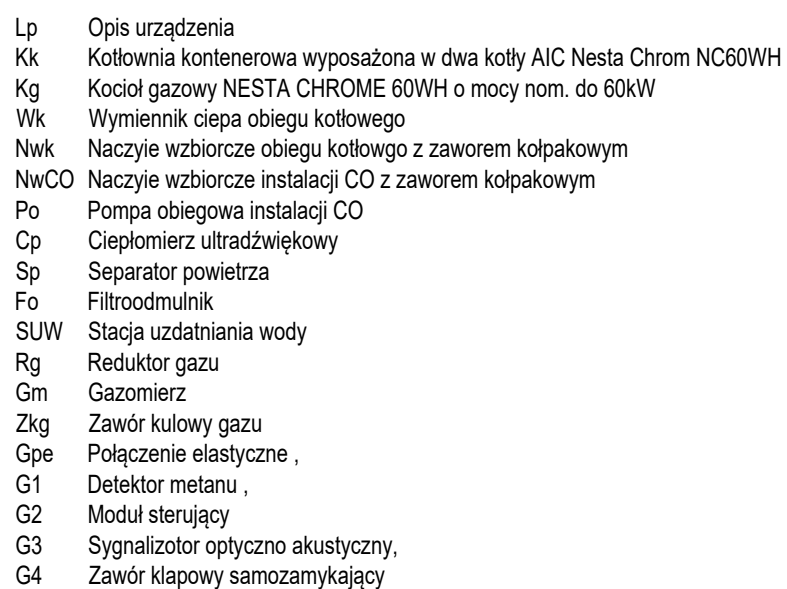 Lp Opis urządzenia
Kk Kotłownia kontenerowa wyposażona w dwa kotły AIC Nesta Chrom NC60WH
Kg Kocioł gazowy NESTA CHROME 60WH o mocy nom. do 60kW
Wk Wymiennik ciepa obiegu kotłowego
Nwk Naczyie wzbiorcze obiegu kotłowgo z zaworem kołpakowym
NwCO Naczyie wzbiorcze instalacji CO z zaworem kołpakowym
Po Pompa obiegowa instalacji CO
Cp Ciepłomierz ultradźwiękowy
Sp Separator powietrza
Fo Filtroodmulnik
SUW Stacja uzdatniania wody
Rg Reduktor gazu
Gm Gazomierz
Zkg Zawór kulowy gazu
Gpe Połączenie elastyczne ,
G1 Detektor metanu ,
G2 Moduł sterujący
G3 Sygnalizotor optyczno akustyczny,
G4 Zawór klapowy samozamykający